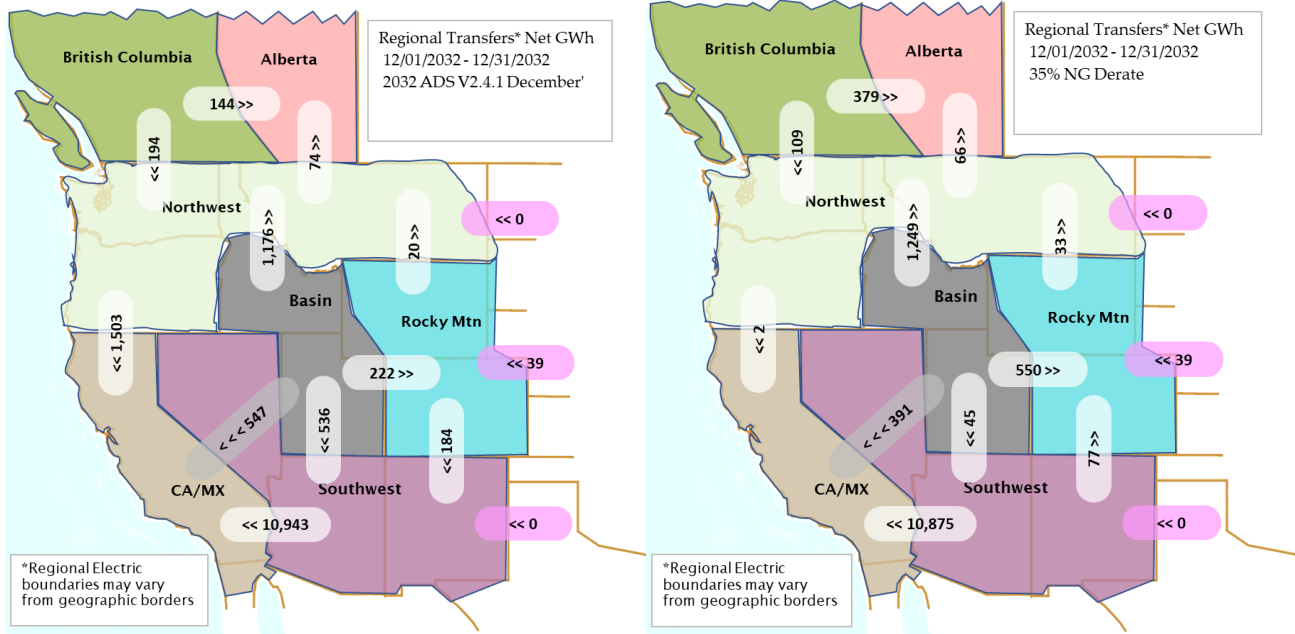 Regional Transfers* Net GWh
12/01/2032 - 12/31/2032
2032 ADS V2.4.1 December'
British Columbia
Alberta
144 >>
<<194
74 >>
Northwest
<< 0
1,176 >>
20 >>
Basin
Rocky Mtn
<< 1,503
<< 39
222 >>
< < < 547
<< 536
<<184
CA/MX
Southwest
<< 10,943
<< 0
*Regional Electric
boundaries may vary
from geographic borders
Regional Transfers* Net GWh
12/01/2032 - 12/31/2032
35% NG Derate
British Columbia
Alberta
379 >>
<<109
66 >>
Northwest
<< 0
1,249 >>
33 >>
Basin
Rocky Mtn
<< 2
<< 39
550 >>
< < < 391
<< 45
77 >>
CA/MX
Southwest
<< 10,875
<< 0
*Regional Electric
boundaries may vary
from geographic borders